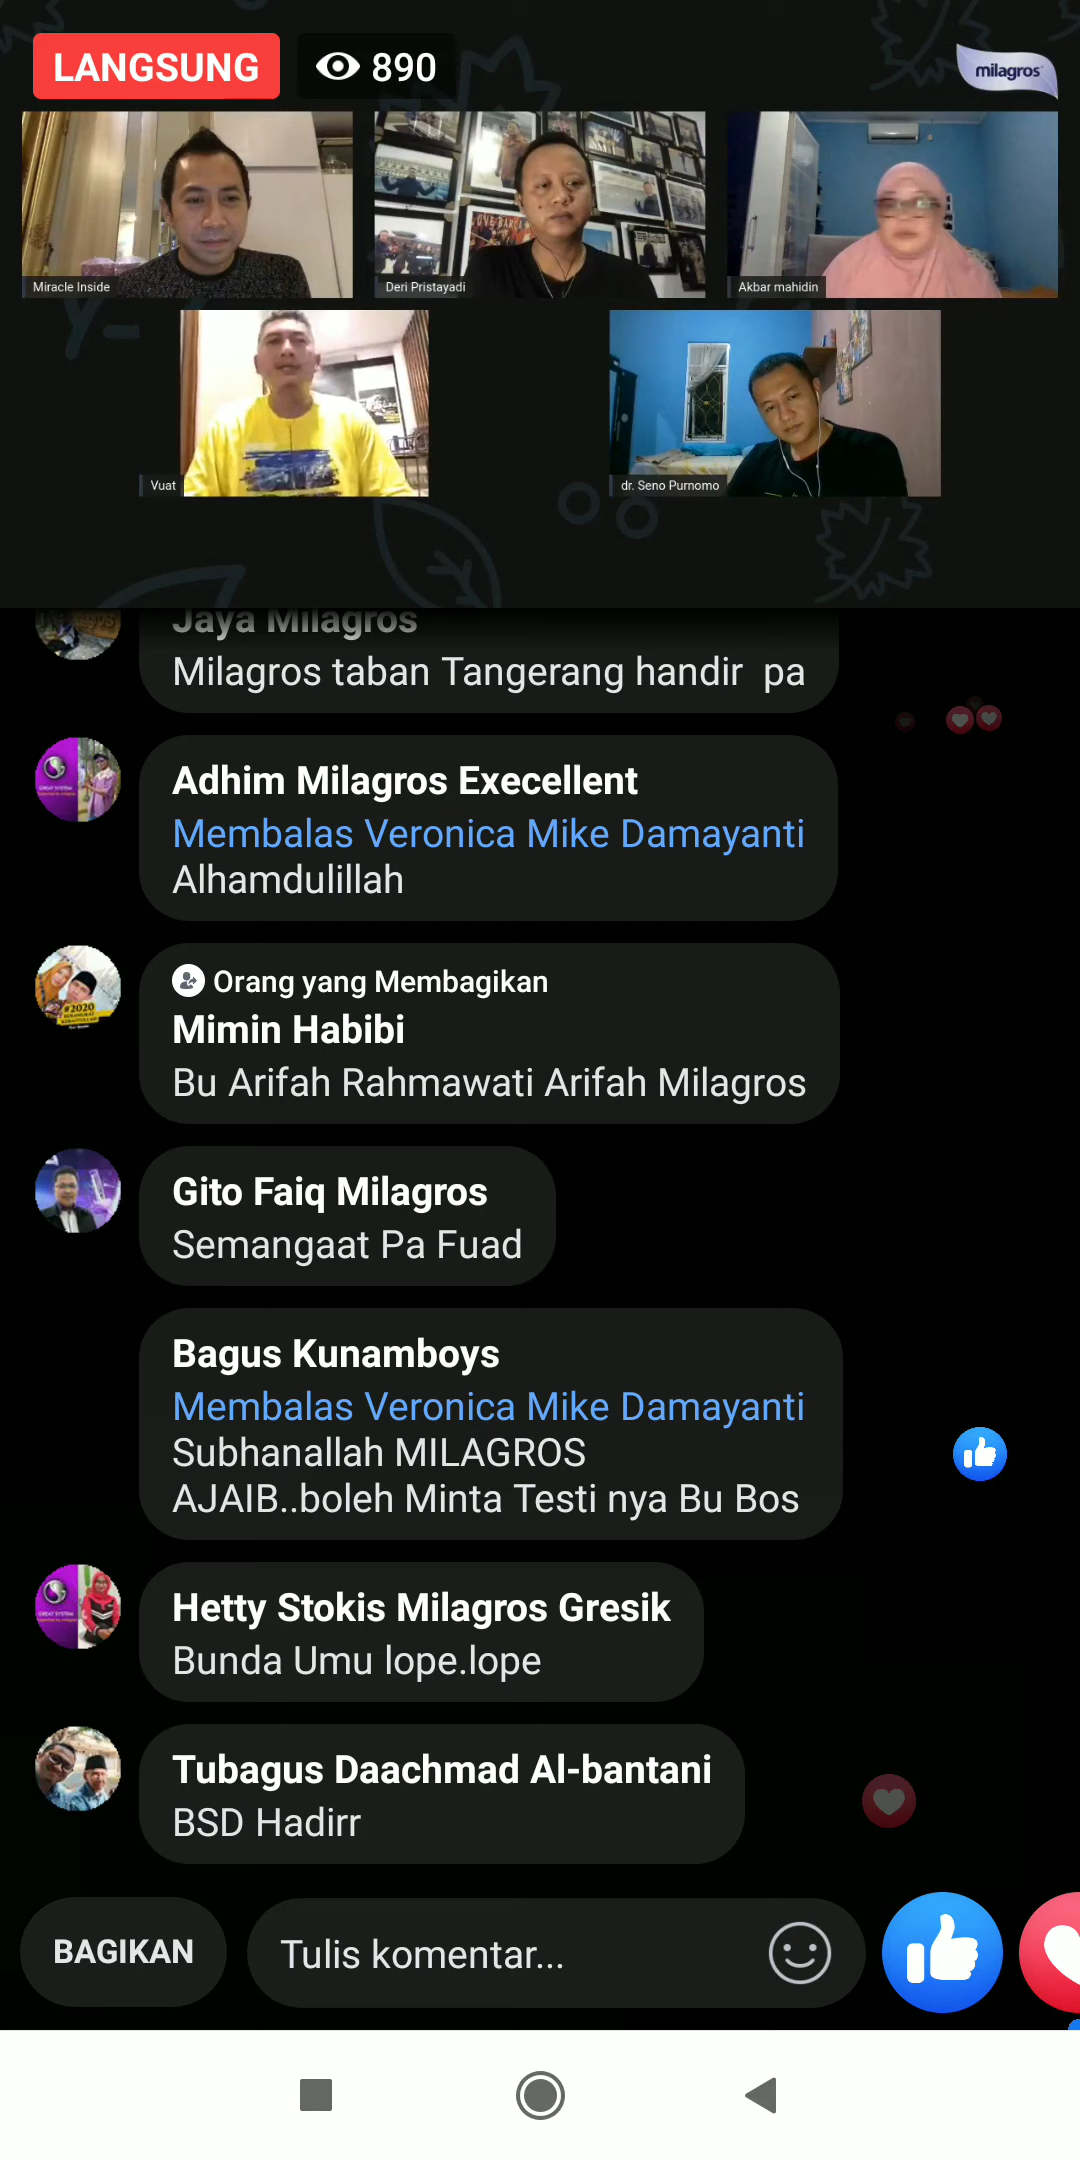 LANGSUNG
890
milagros
Miracle Inside
Deri Pristayadi
Akbar mahidin
Vuat
dr. Seno Purnomo
Jaya Milagros
Milagros taban Tangerang handir pa
Adhim Milagros Execellent
Membalas Veronica Mike Damayanti
Alhamdulillah
Orang yang Membagikan
Mimin Habibi
Bu Arifah Rahmawati Arifah Milagros
Gito Faiq Milagros
Semangaat Pa Fuad
Bagus Kunamboys
Membalas Veronica Mike Damayanti
Subhanallah MILAGROS
AJAIB..boleh Minta Testi nya Bu Bos
Hetty Stokis Milagros Gresik
Bunda Umu lope.lope
Tubagus Daachmad Al-bantani
BSD Hadirr
BAGIKAN
Tulis komentar...